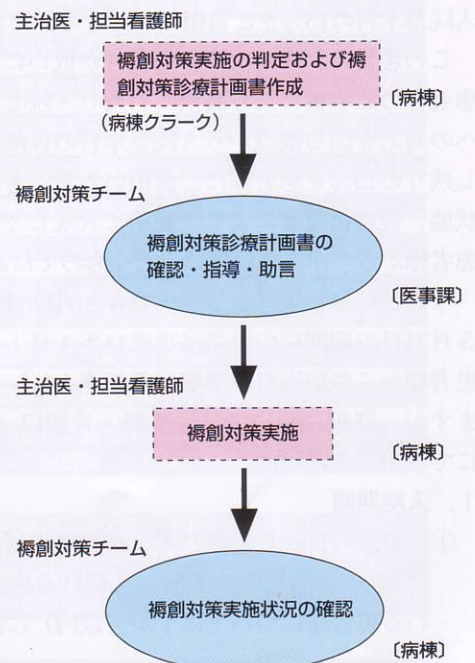 主治医・担当看護師
褥創対策実施の判定および褥
創対策診療計画書作成
〔病棟〕
(病棟クラーク)
褥創対策チーム
褥創対策診療計画書の
確認・指導・助言
〔医事課〕
主治医・担当看護師
褥創対策実施
〔病棟〕
褥創対策チーム
褥創対策実施状況の確認
〔病棟〕